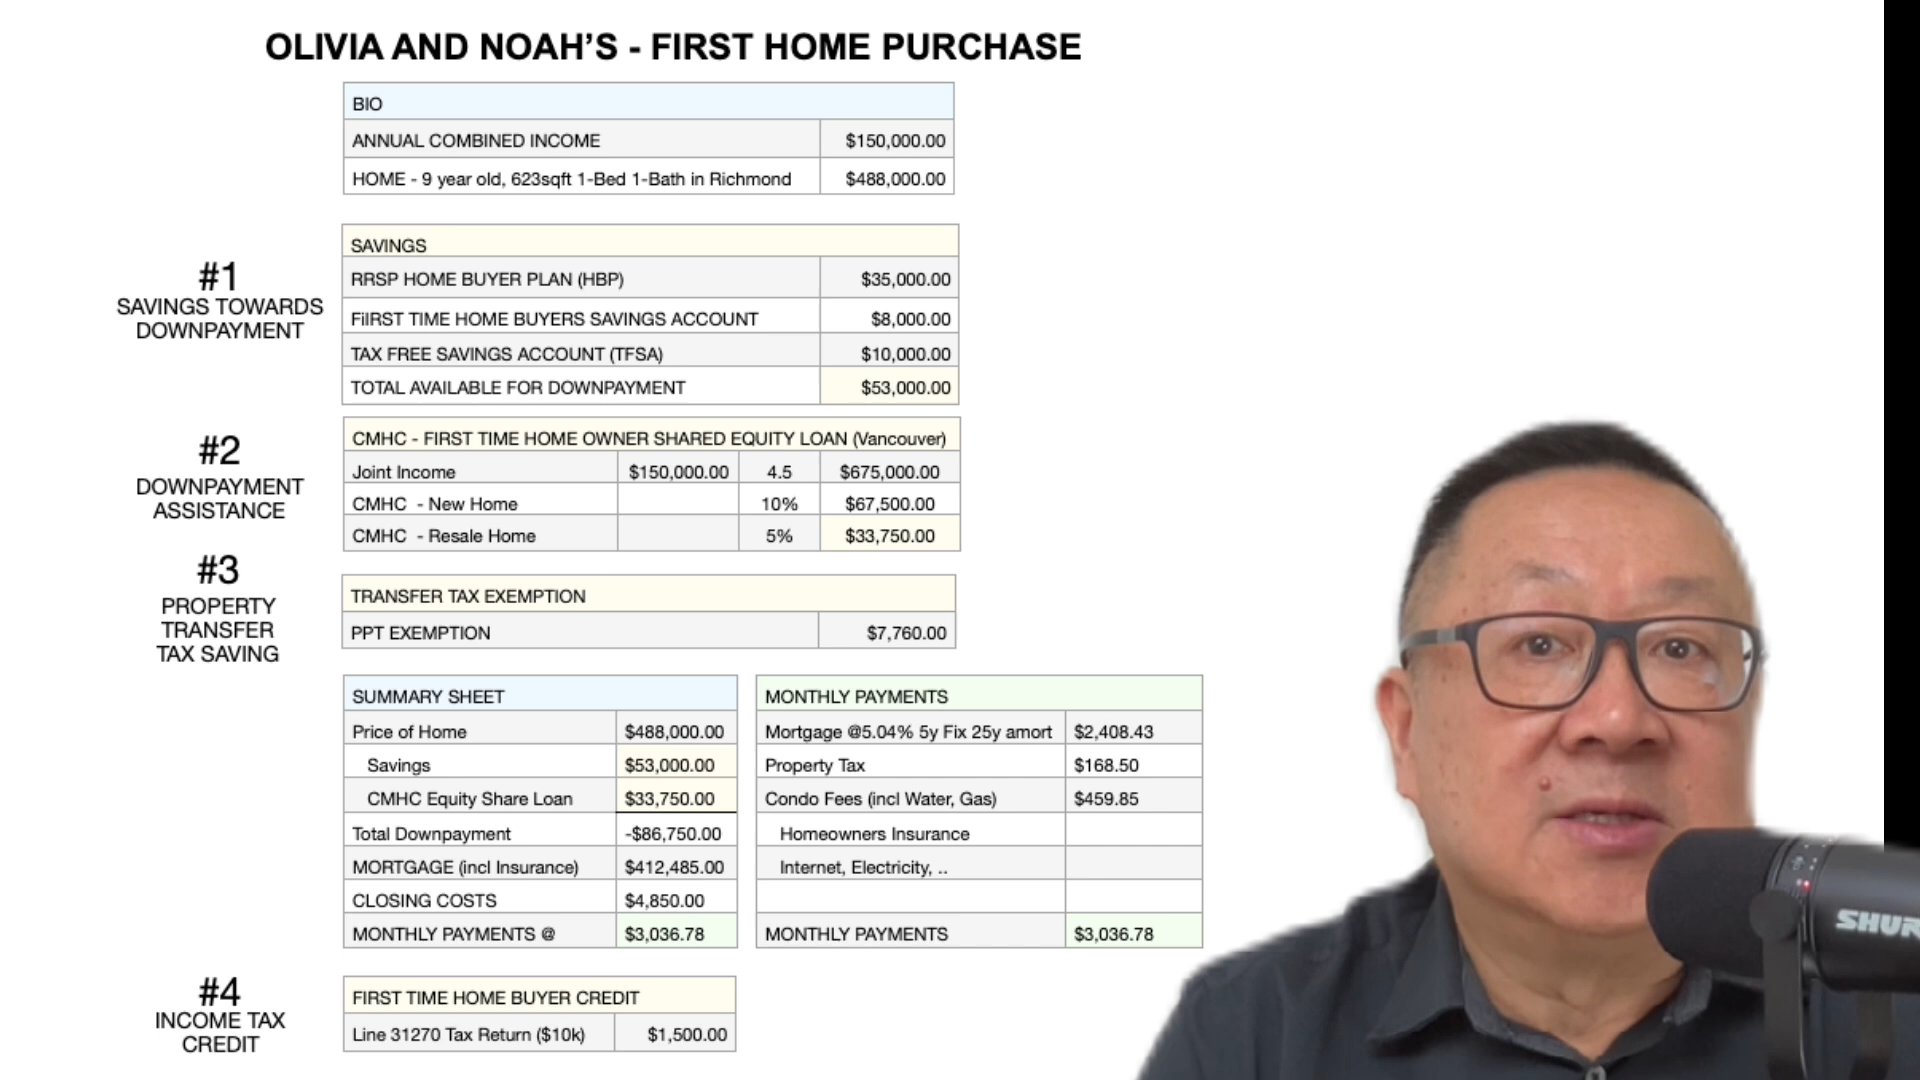 OLIVIA AND NOAH'S - FIRST HOME PURCHASE
BIO
ANNUAL COMBINED INCOME $150,000.00
HOME - 9 year old, 623sqft 1-Bed 1-Bath in Richmond $488,000.00
#1
SAVINGS TOWARDS
DOWNPAYMENT
SAVINGS
RRSP HOME BUYER PLAN (HBP) $35,000.00
FiIRST TIME HOME BUYERS SAVINGS ACCOUNT $8,000.00
TAX FREE SAVINGS ACCOUNT (TFSA) $10,000.00
TOTAL AVAILABLE FOR DOWNPAYMENT $53,000.00
#2
DOWNPAYMENT
ASSISTANCE
CMHC - FIRST TIME HOME OWNER SHARED EQUITY LOAN (Vancouver)
Joint Income $150,000.00 4.5 $675,000.00
CMHC - New Home 10% $67,500.00
CMHC - Resale Home 5% $33,750.00
#3
PROPERTY
TRANSFER
TAX SAVING
TRANSFER TAX EXEMPTION
PPT EXEMPTION $7,760.00
SUMMARY SHEET
Price of Home $488,000.00
Savings $53,000.00
CMHC Equity Share Loan $33,750.00
Total Downpayment -$86,750.00
MORTGAGE (incl Insurance) $412,485.00
CLOSING COSTS $4,850.00
MONTHLY PAYMENTS @ $3,036.78
MONTHLY PAYMENTS
Mortgage @5.04% 5y Fix 25y amort $2,408.43
Property Tax $168.50
Condo Fees (incl Water, Gas) $459.85
Homeowners Insurance
Internet, Electricity, ..
MONTHLY PAYMENTS $3,036.78
#4
INCOME TAX
CREDIT
FIRST TIME HOME BUYER CREDIT
Line 31270 Tax Return ($10k) $1,500.00
SHUR